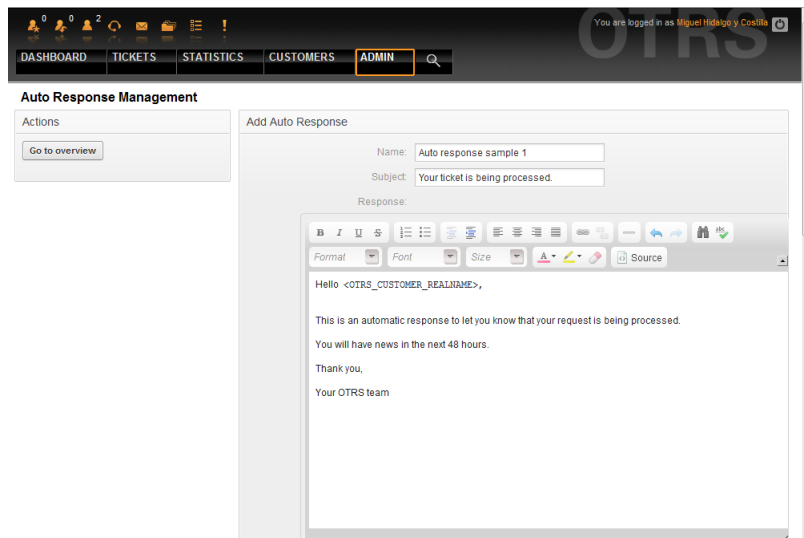 0 0 2 !
You are logged in as Miguel Hidalgo y Costilla
OTRS
DASHBOARD TICKETS STATISTICS CUSTOMERS ADMIN
Auto Response Management
Actions
Go to overview
Add Auto Response
Name: Auto response sample 1
Subject: Your ticket is being processed.
Response:
B I U S abc
Format Font Size A Source
Hello <OTRS_CUSTOMER_REALNAME>,
This is an automatic response to let you know that your request is being processed.
You will have news in the next 48 hours.
Thank you,
Your OTRS team